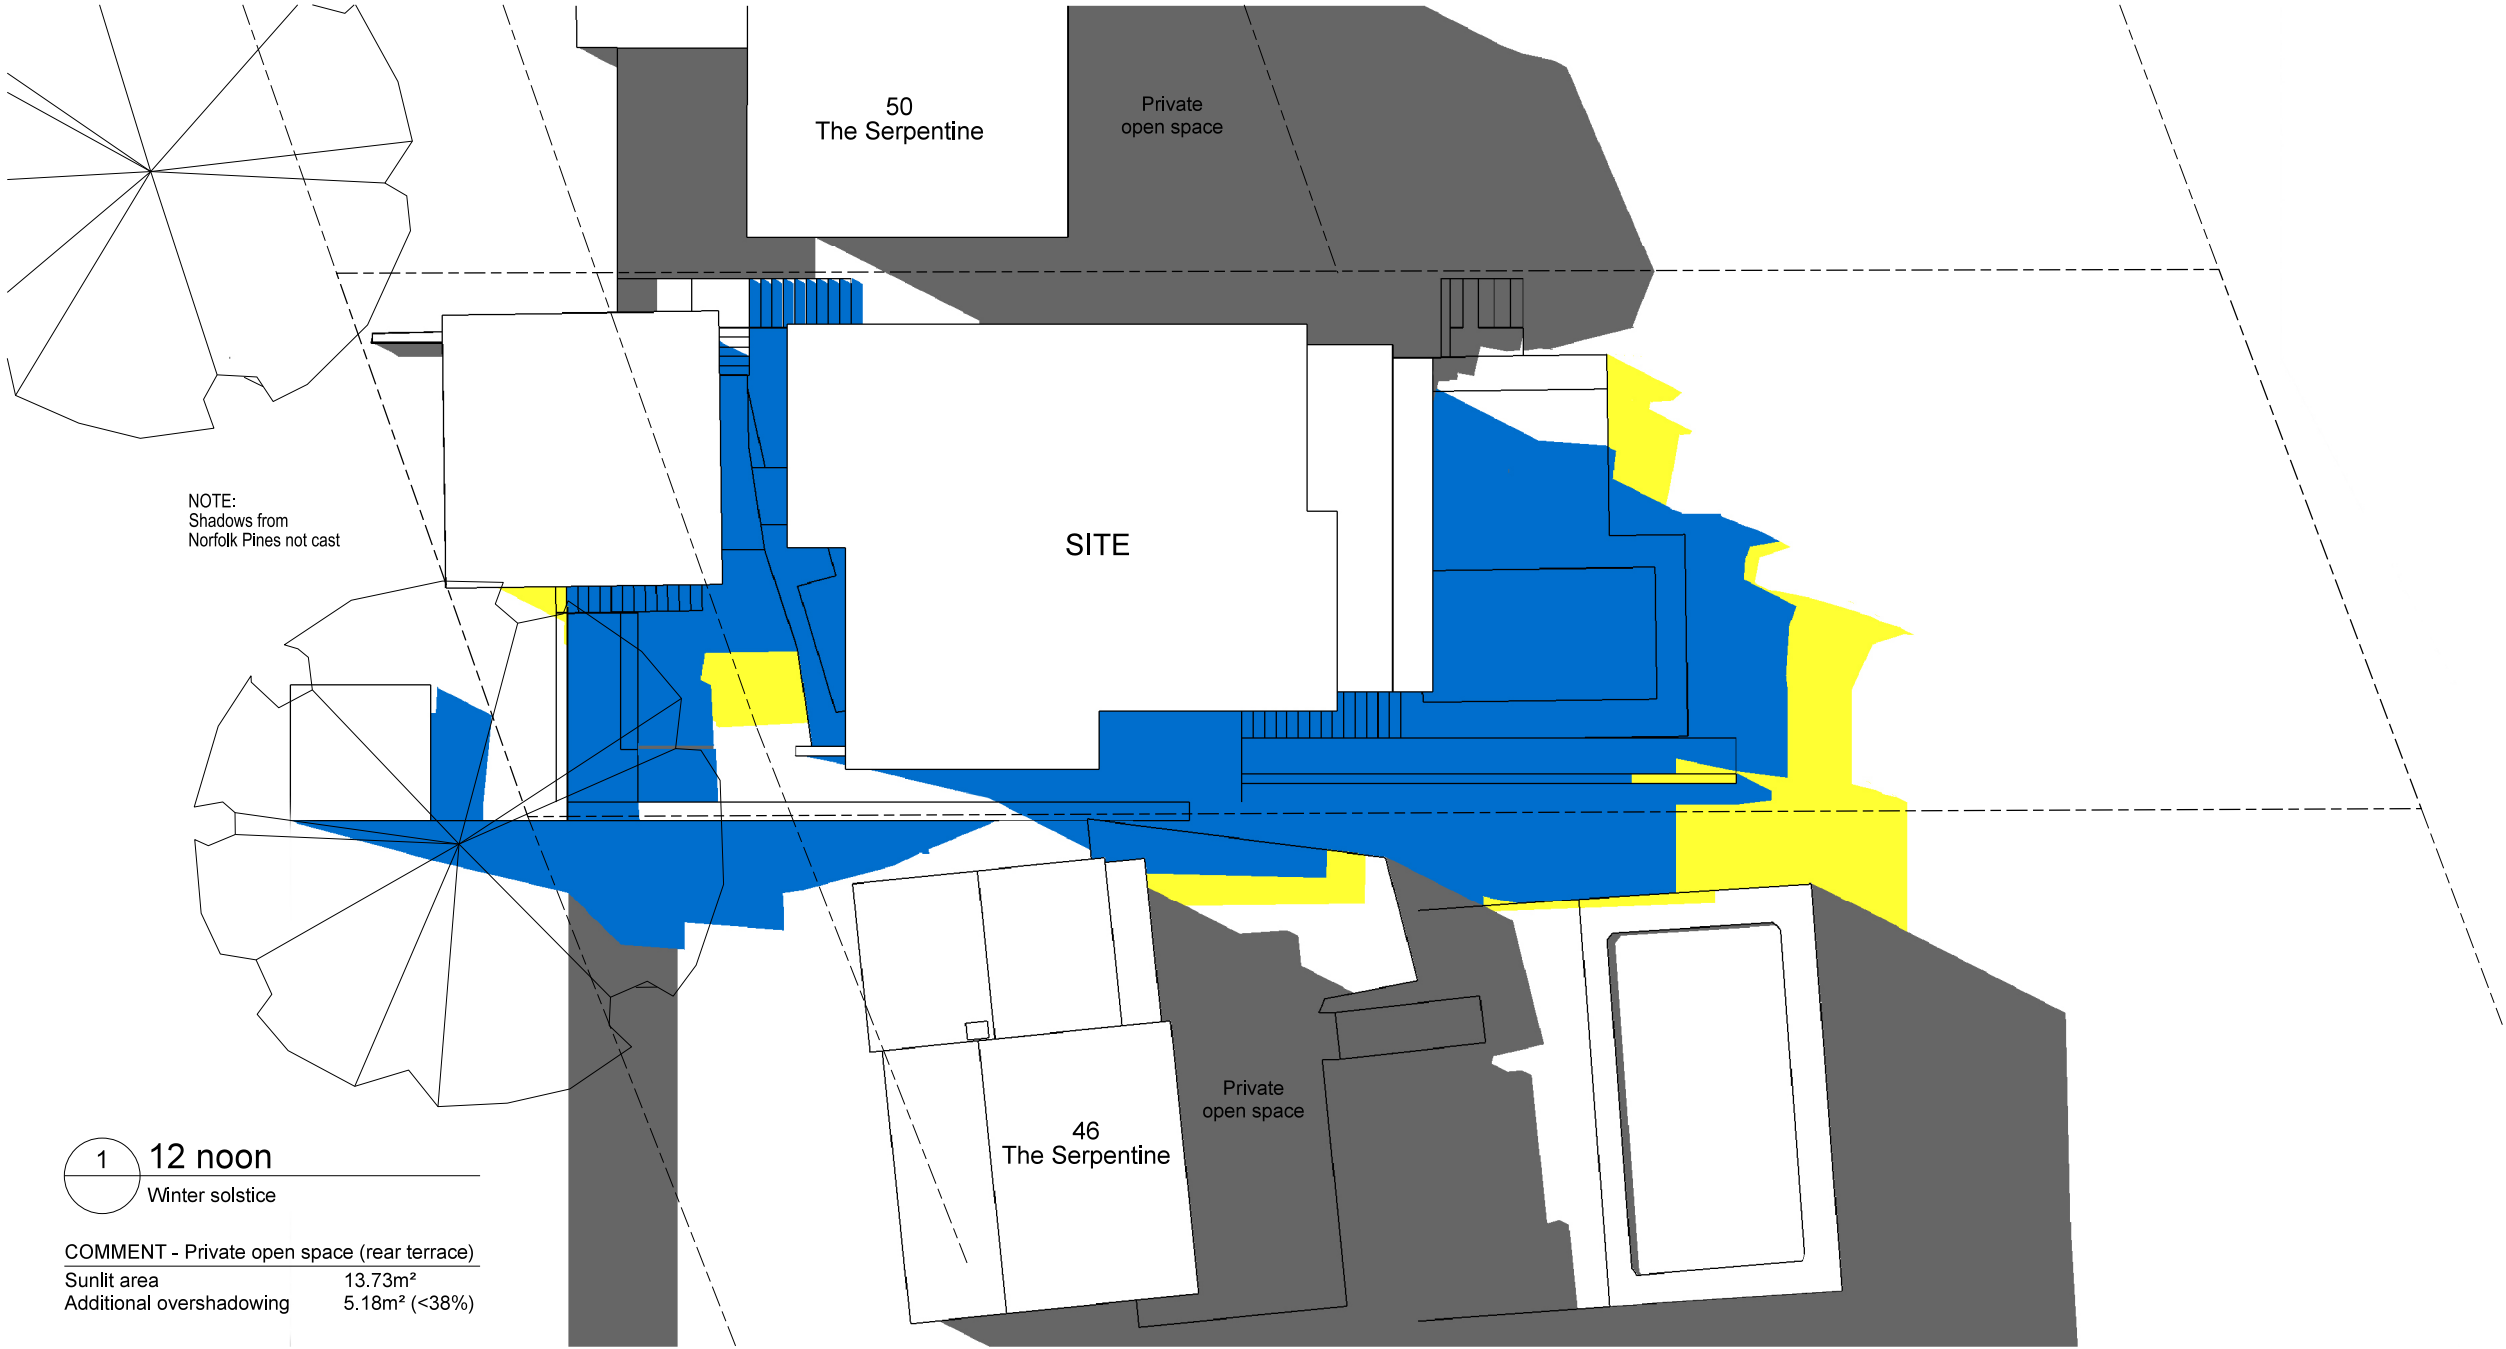 50
The Serpentine
Private
open space
NOTE:
Shadows from
Norfolk Pines not cast
SITE
Private
open space
46
The Serpentine
1
12 noon
Winter solstice
COMMENT - Private open space (rear terrace)
Sunlit area 13.73m²
Additional overshadowing 5.18m² (<38%)